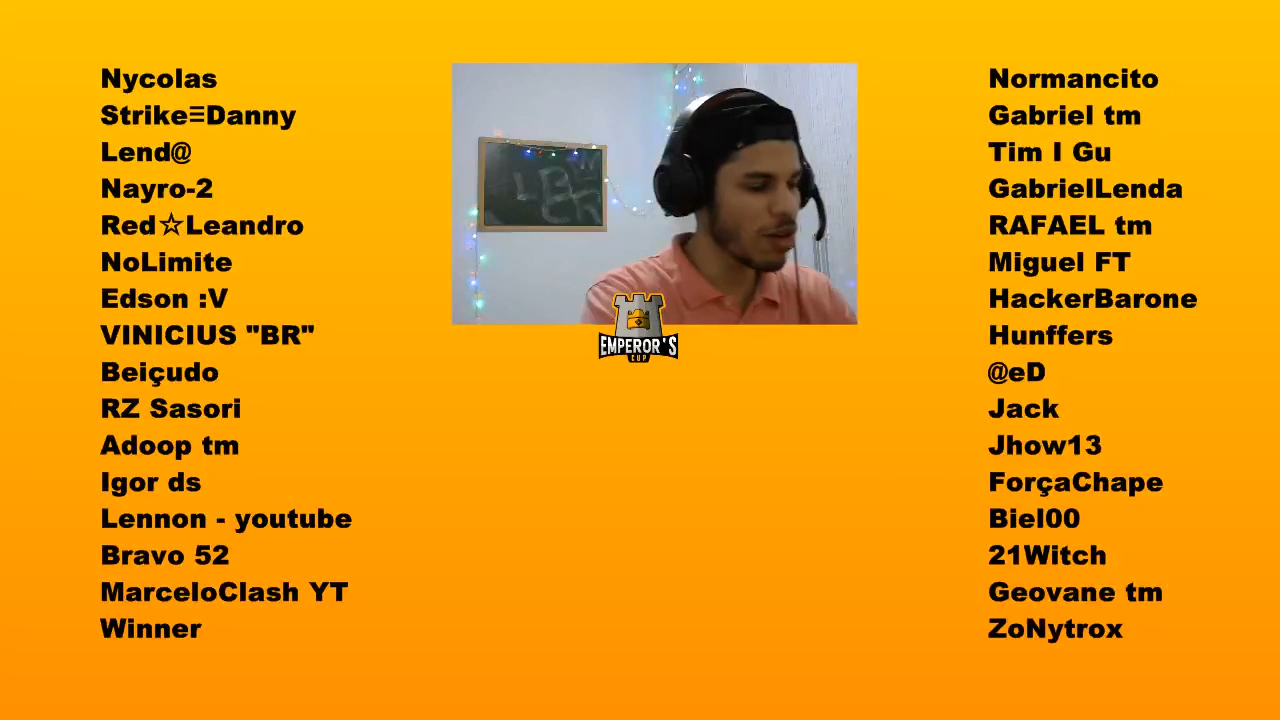 Nycolas
Strike☰Danny
Lend@
Nayro-2
Red☆Leandro
NoLimite
Edson :V
VINICIUS "BR"
Beiçudo
RZ Sasori
Adoop tm
Igor ds
Lennon - youtube
Bravo 52
MarceloClash YT
Winner
EMPEROR'S
CUP
Normancito
Gabriel tm
Tim I Gu
GabrielLenda
RAFAEL tm
Miguel FT
HackerBarone
Hunffers
@eD
Jack
Jhow13
ForçaChape
Biel00
21Witch
Geovane tm
ZoNytrox